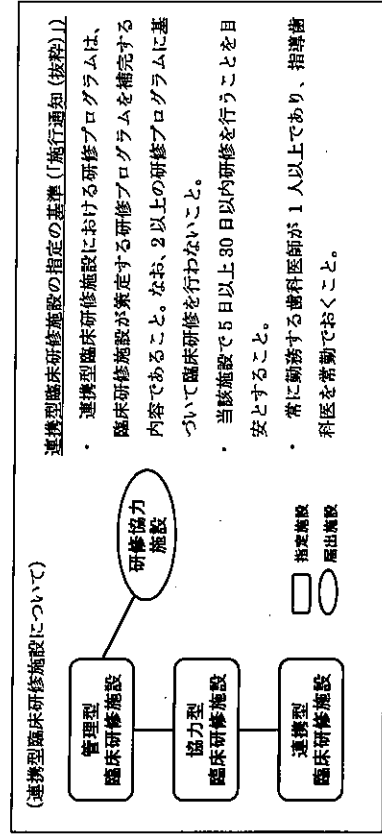 (連携型臨床研修施設について)
管理型
臨床研修施設
研修協力
施設
協力型
臨床研修施設
連携型
臨床研修施設
指定施設
届出施設
連携型臨床研修施設の指定の基準(「施行通知(抜粋)」)
・ 連携型臨床研修施設における研修プログラムは、
臨床研修施設が策定する研修プログラムを補完する
内容であること。なお、2以上の研修プログラムに基
づいて臨床研修を行わないこと。
・ 当該施設で5日以上30日以内研修を行うことを目
安とすること。
・ 常に勤務する歯科医師が1人以上であり、指導歯
科医を常勤でおくこと。